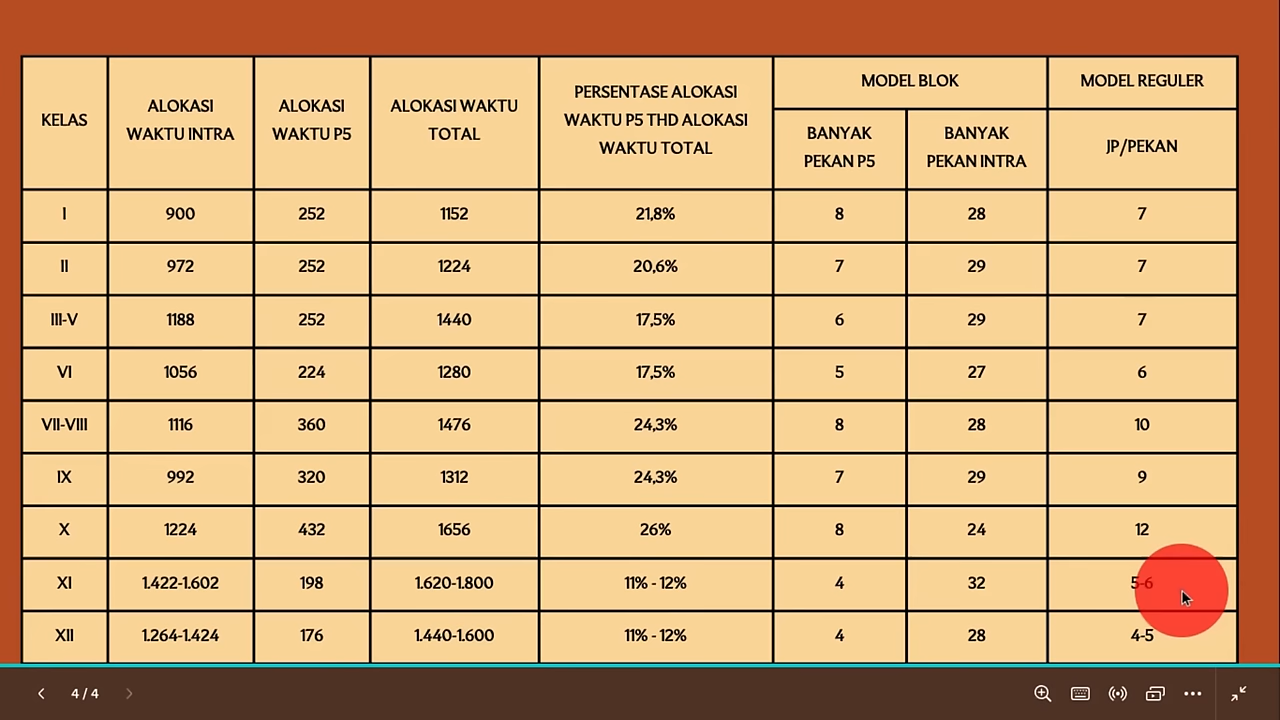 KELAS
ALOKASI
WAKTU INTRA
ALOKASI
WAKTU P5
ALOKASI WAKTU
TOTAL
PERSENTASE ALOKASI
WAKTU P5 THD ALOKASI
WAKTU TOTAL
MODEL BLOK
MODEL REGULER
BANYAK
PEKAN P5
BANYAK
PEKAN INTRA
JP/PEKAN
I 900 252 1152 21,8% 8 28 7
II 972 252 1224 20,6% 7 29 7
III-V 1188 252 1440 17,5% 6 29 7
VI 1056 224 1280 17,5% 5 27 6
VII-VIII 1116 360 1476 24,3% 8 28 10
IX 992 320 1312 24,3% 7 29 9
X 1224 432 1656 26% 8 24 12
XI 1.422-1.602 198 1.620-1.800 11% - 12% 4 32 5-6
XII 1.264-1.424 176 1.440-1.600 11% - 12% 4 28 4-5
4 / 4